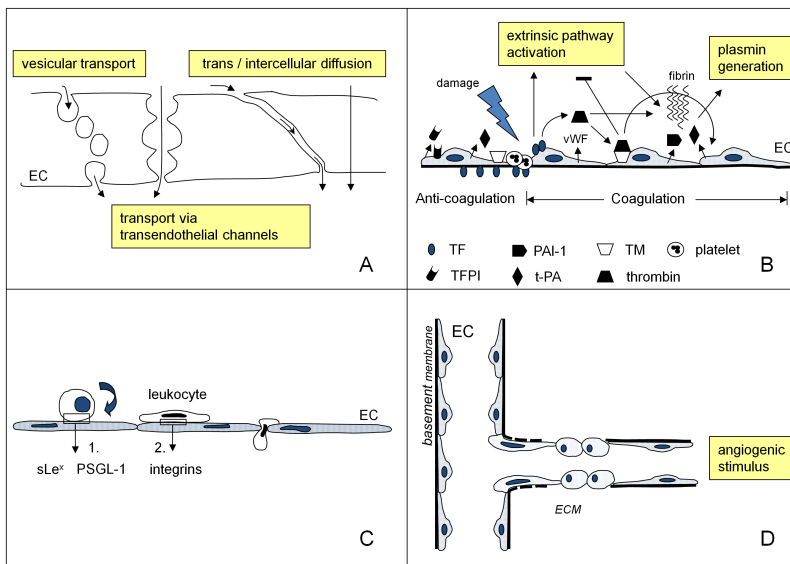 vesicular transport
trans / intercellular diffusion
EC
transport via
transendothelial channels
A
extrinsic pathway
activation
plasmin
generation
damage
fibrin
vWF
EC
Anti-coagulation
Coagulation
TF
PAI-1
TM
platelet
TFPI
t-PA
thrombin
B
leukocyte
EC
1.
2.
sLeˣ PSGL-1
integrins
C
EC
basement membrane
angiogenic
stimulus
ECM
D